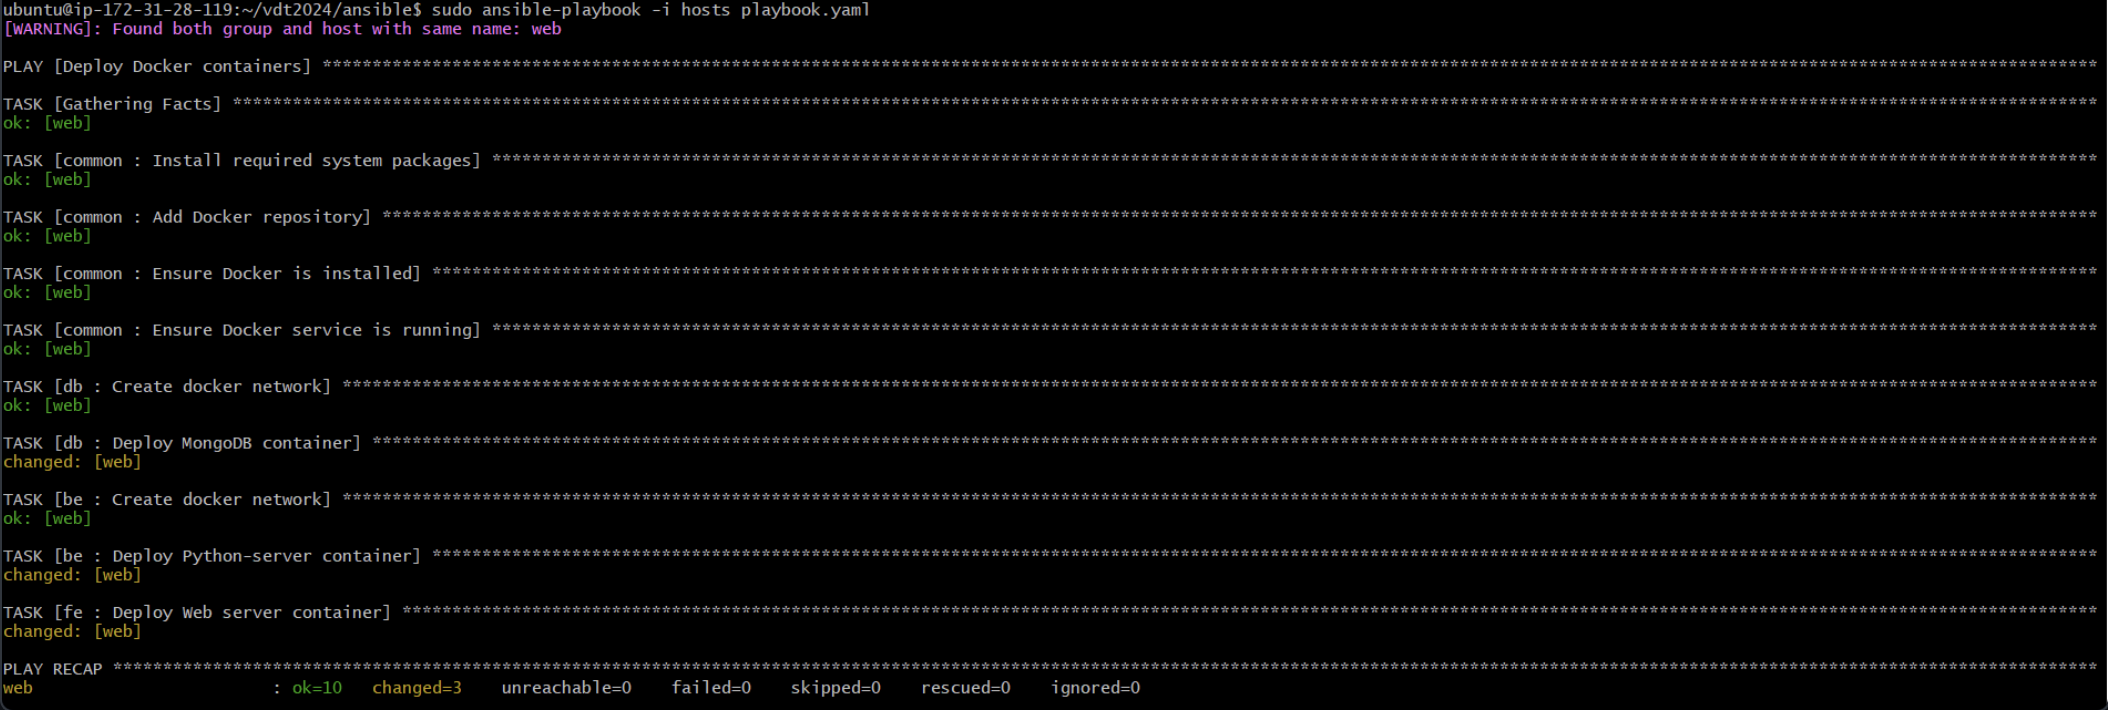 ubuntu@ip-172-31-28-119:~/vdt2024/ansible$ sudo ansible-playbook -i hosts playbook.yaml
[WARNING]: Found both group and host with same name: web
PLAY [Deploy Docker containers] ****************************************************************************************************************************************************************************
TASK [Gathering Facts] *************************************************************************************************************************************************************************************
ok: [web]
TASK [common : Install required system packages] ***********************************************************************************************************************************************************
ok: [web]
TASK [common : Add Docker repository] **********************************************************************************************************************************************************************
ok: [web]
TASK [common : Ensure Docker is installed] *****************************************************************************************************************************************************************
ok: [web]
TASK [common : Ensure Docker service is running] ***********************************************************************************************************************************************************
ok: [web]
TASK [db : Create docker network] **************************************************************************************************************************************************************************
ok: [web]
TASK [db : Deploy MongoDB container] ***********************************************************************************************************************************************************************
changed: [web]
TASK [be : Create docker network] **************************************************************************************************************************************************************************
ok: [web]
TASK [be : Deploy Python-server container] *****************************************************************************************************************************************************************
changed: [web]
TASK [fe : Deploy Web server container] ********************************************************************************************************************************************************************
changed: [web]
PLAY RECAP *************************************************************************************************************************************************************************************************
web : ok=10 changed=3 unreachable=0 failed=0 skipped=0 rescued=0 ignored=0